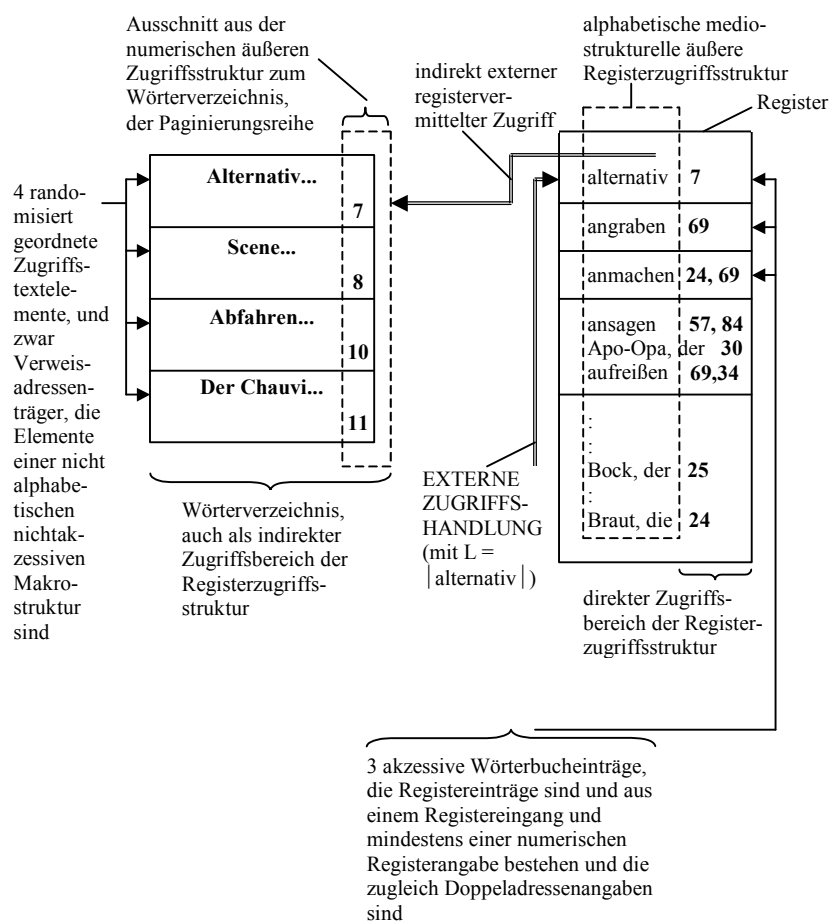 Ausschnitt aus der
numerischen äußeren
Zugriffsstruktur zum
Wörterverzeichnis,
der Paginierungsreihe
indirekt externer
registerver-
mittelter Zugriff
alphabetische medio-
strukturelle äußere
Registerzugriffsstruktur
Register
4 rando-
misiert
geordnete
Zugriffs-
textele-
mente, und
zwar
Verweis-
adressen-
träger, die
Elemente
einer nicht
alphabe-
tischen
nichtak-
zessiven
Makro-
struktur
sind
Alternativ...
7
Scene...
8
Abfahren...
10
Der Chauvi...
11
alternativ 7
angraben 69
anmachen 24, 69
ansagen 57, 84
Apo-Opa, der 30
aufreißen 69,34
:
:
Bock, der 25
:
Braut, die 24
Wörterverzeichnis,
auch als indirekter
Zugriffsbereich der
Registerzugriffs-
struktur
EXTERNE
ZUGRIFFS-
HANDLUNG
(mit L =
|alternativ|)
direkter Zugriffs-
bereich der Register-
zugriffsstruktur
3 akzessive Wörterbucheinträge,
die Registereinträge sind und aus
einem Registereingang und
mindestens einer numerischen
Registerangabe bestehen und die
zugleich Doppeladressenangaben
sind